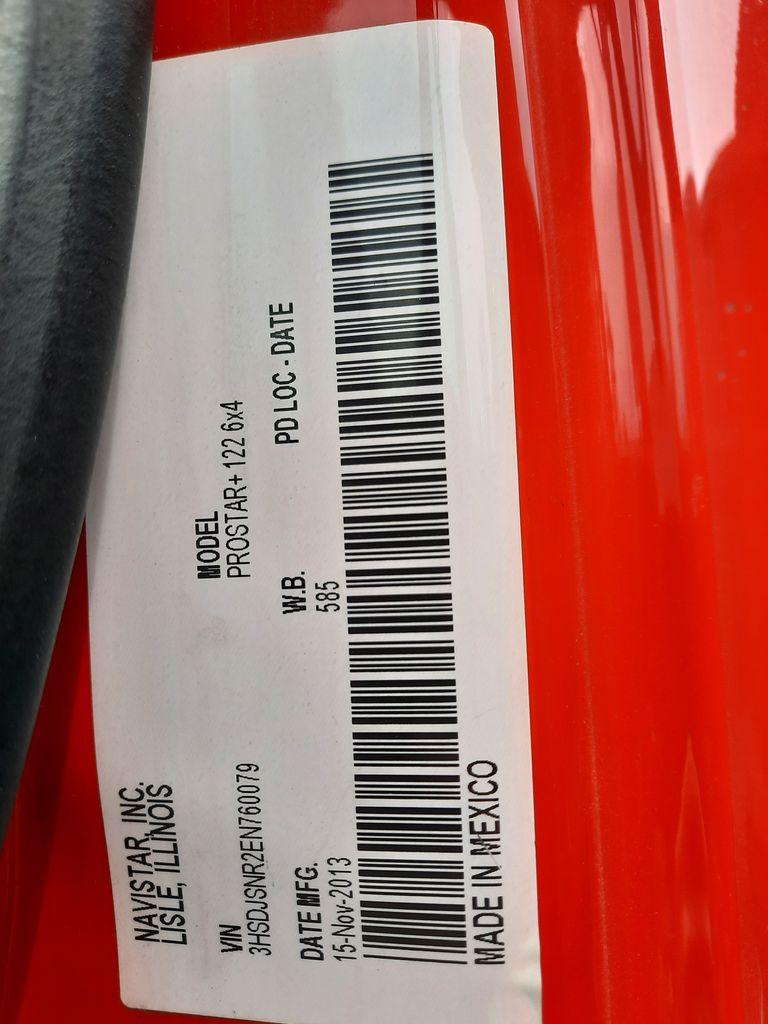 NAVISTAR, INC.
LISLE, ILLINOIS
VIN
3HSDJSNR2EN760079
MODEL
PROSTAR+ 122 6x4
DATE MFG.
15-Nov-2013
W.B.
585
PD LOC - DATE
MADE IN MEXICO